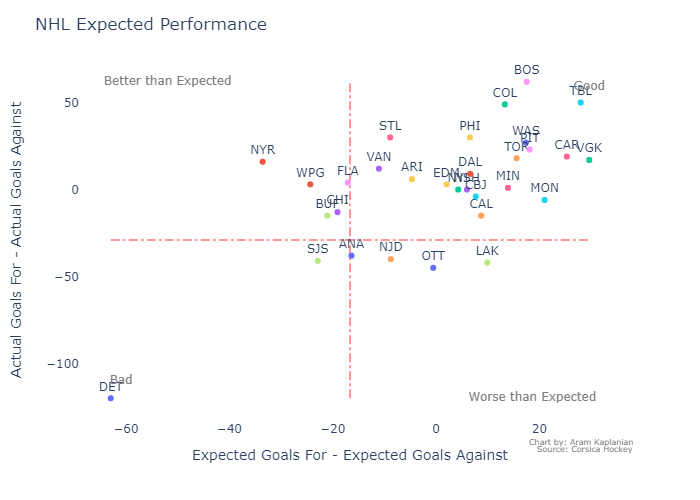 NHL Expected Performance
BOS
Better than Expected
Good
COL
TBL
50
STL
PHI
WAS
PIT
NYR
TOR
CAR
VGK
VAN
DAL
WPG
FLA
ARI
EDM
NYI
NSH
MIN
0
CBJ
MON
BUF
CHI
CAL
SJS
ANA
NJD
OTT
LAK
−50
−100
Bad
DET
Worse than Expected
−60
−40
−20
0
20
Actual Goals For - Actual Goals Against
Expected Goals For - Expected Goals Against
Chart by: Aram Kaplanian
Source: Corsica Hockey